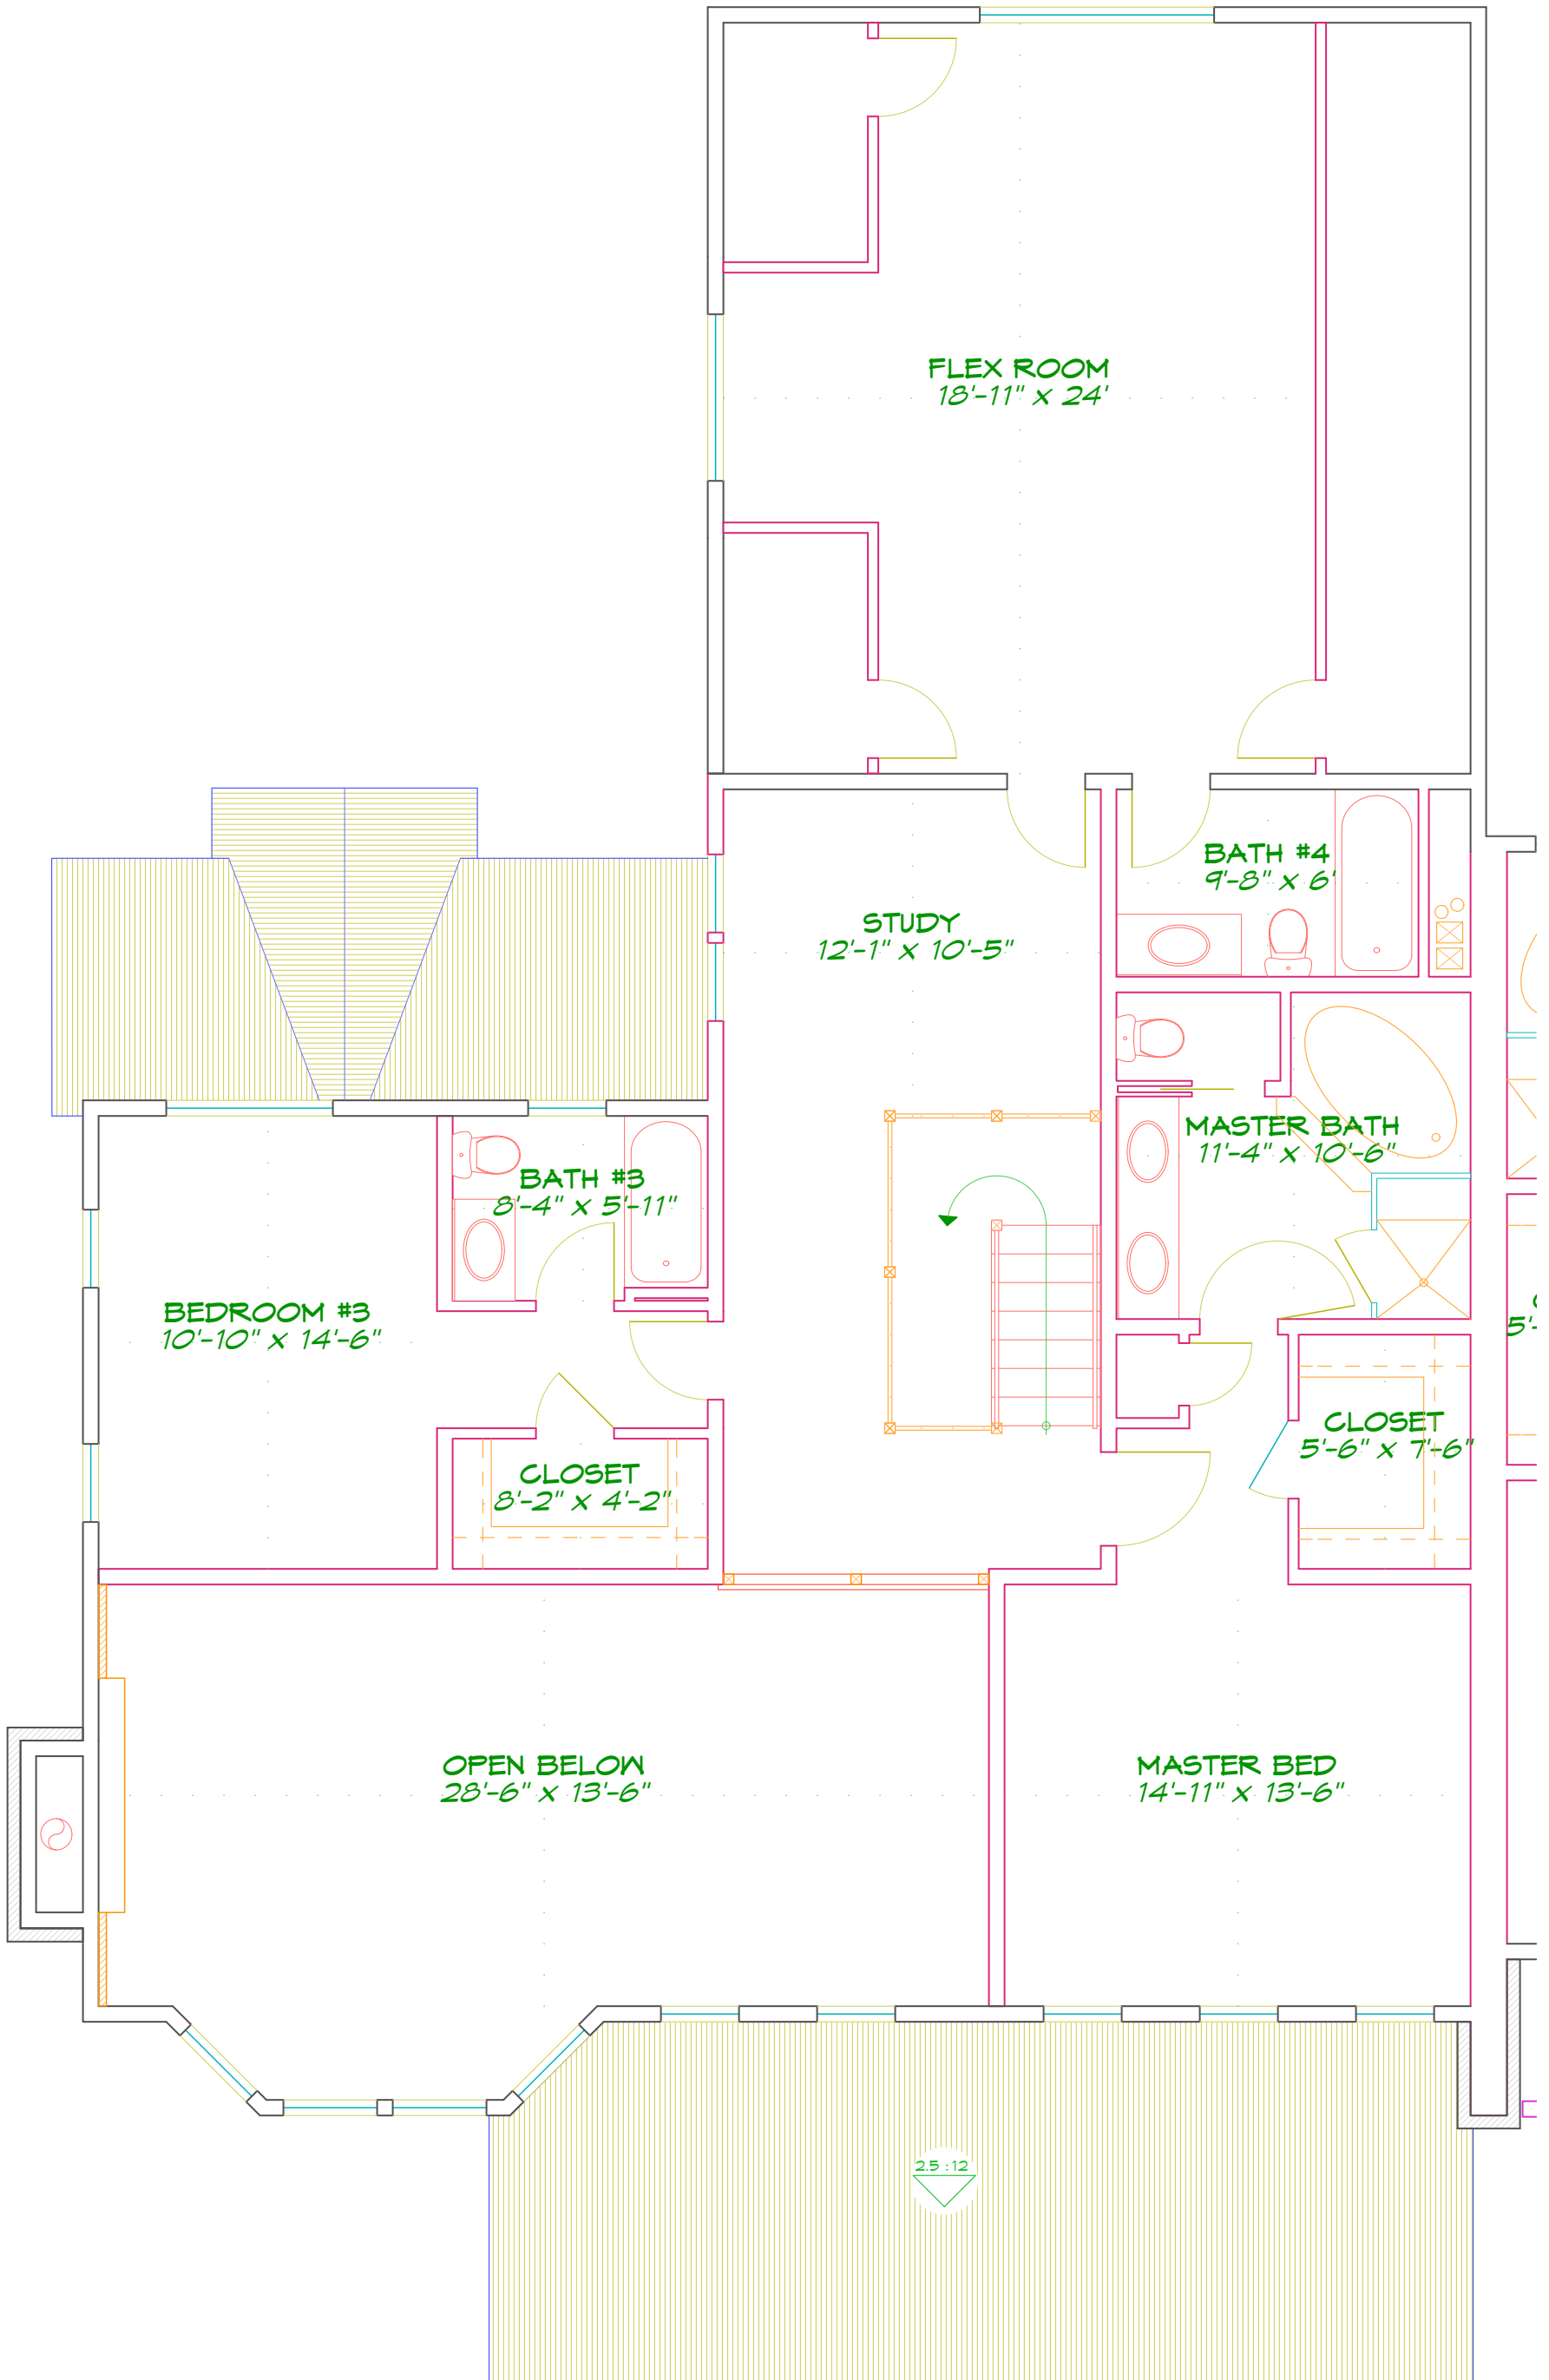 FLEX ROOM
18'-11" x 24'
BATH #4
9'-8" x 6'
STUDY
12'-1" x 10'-5"
MASTER BATH
11'-4" x 10'-6"
BATH #3
8'-4" x 5'-11"
BEDROOM #3
10'-10" x 14'-6"
CLOSET
5'-6" x 7'-6"
CLOSET
8'-2" x 4'-2"
OPEN BELOW
28'-6" x 13'-6"
MASTER BED
14'-11" x 13'-6"
2.5 :12